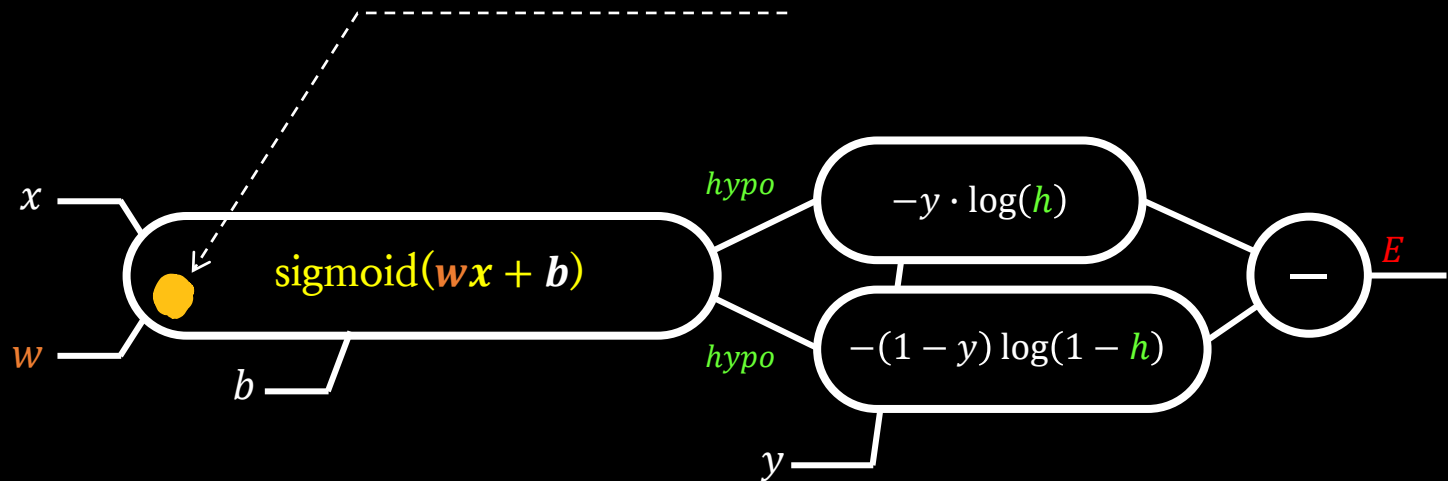 x
w
b
sigmoid(wx + b)
hypo
hypo
−y · log(h)
−(1 − y) log(1 − h)
y
−
E